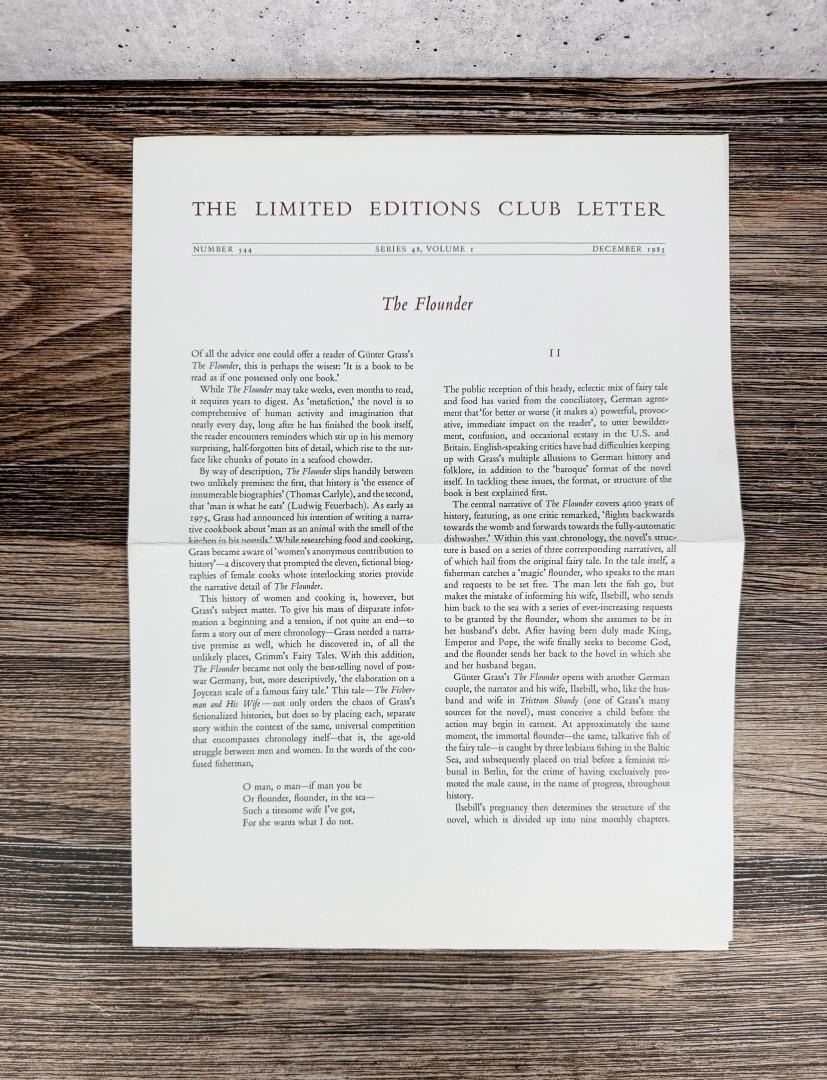 THE LIMITED EDITIONS CLUB LETTER
NUMBER 544 SERIES 48, VOLUME 1 DECEMBER 1985
The Flounder
Of all the advice one could offer a reader of Günter Grass's
The Flounder, this is perhaps the wisest: 'It is a book to be
read as if one possessed only one book.'
While The Flounder may take weeks, even months to read,
it requires years to digest. As 'metafiction,' the novel is so
comprehensive of human activity and imagination that
nearly every day, long after he has finished the book itself,
the reader encounters reminders which stir up in his memory
surprising, half-forgotten bits of detail, which rise to the sur-
face like chunks of potato in a seafood chowder.
By way of description, The Flounder slips handily between
two unlikely premises: the first, that history is 'the essence of
innumerable biographies' (Thomas Carlyle), and the second,
that 'man is what he eats' (Ludwig Feuerbach). As early as
1975, Grass had announced his intention of writing a narra-
tive cookbook about 'man as an animal with the smell of the
kitchen in his nostrils.' While researching food and cooking,
Grass became aware of 'women's anonymous contribution to
history'—a discovery that prompted the eleven, fictional biog-
raphies of female cooks whose interlocking stories provide
the narrative detail of The Flounder.
This history of women and cooking is, however, but
Grass's subject matter. To give his mass of disparate infor-
mation a beginning and a tension, if not quite an end—to
form a story out of mere chronology—Grass needed a narra-
tive premise as well, which he discovered in, of all the
unlikely places, Grimm's Fairy Tales. With this addition,
The Flounder became not only the best-selling novel of post-
war Germany, but, more descriptively, 'the elaboration on a
Joycean scale of a famous fairy tale.' This tale—The Fisher-
man and His Wife—not only orders the chaos of Grass's
fictionalized histories, but does so by placing each, separate
story within the context of the same, universal competition
that encompasses chronology itself—that is, the age-old
struggle between men and women. In the words of the con-
fused fisherman,
O man, o man—if man you be
Or flounder, flounder, in the sea—
Such a tiresome wife I've got,
For she wants what I do not.
II
The public reception of this heady, eclectic mix of fairy tale
and food has varied from the conciliatory, German agree-
ment that 'for better or worse (it makes a) powerful, provoc-
ative, immediate impact on the reader', to utter bewilder-
ment, confusion, and occasional ecstasy in the U.S. and
Britain. English-speaking critics have had difficulties keeping
up with Grass's multiple allusions to German history and
folklore, in addition to the 'baroque' format of the novel
itself. In tackling these issues, the format, or structure of the
book is best explained first.
The central narrative of The Flounder covers 4000 years of
history, featuring, as one critic remarked, 'flights backwards
towards the womb and forwards towards the fully-automatic
dishwasher.' Within this vast chronology, the novel's struc-
ture is based on a series of three corresponding narratives, all
of which hail from the original fairy tale. In the tale itself, a
fisherman catches a 'magic' flounder, who speaks to the man
and requests to be set free. The man lets the fish go, but
makes the mistake of informing his wife, Ilsebill, who sends
him back to the sea with a series of ever-increasing requests
to be granted by the flounder, whom she assumes to be in
her husband's debt. After having been duly made King,
Emperor and Pope, the wife finally seeks to become God,
and the flounder sends her back to the hovel in which she
and her husband began.
Günter Grass's The Flounder opens with another German
couple, the narrator and his wife, Ilsebill, who, like the hus-
band and wife in Tristram Shandy (one of Grass's many
sources for the novel), must conceive a child before the
action may begin in earnest. At approximately the same
moment, the immortal flounder—the same, talkative fish of
the fairy tale—is caught by three lesbians fishing in the Baltic
Sea, and subsequently placed on trial before a feminist tri-
bunal in Berlin, for the crime of having exclusively pro-
moted the male cause, in the name of progress, throughout
history.
Ilsebill's pregnancy then determines the structure of the
novel, which is divided up into nine monthly chapters.